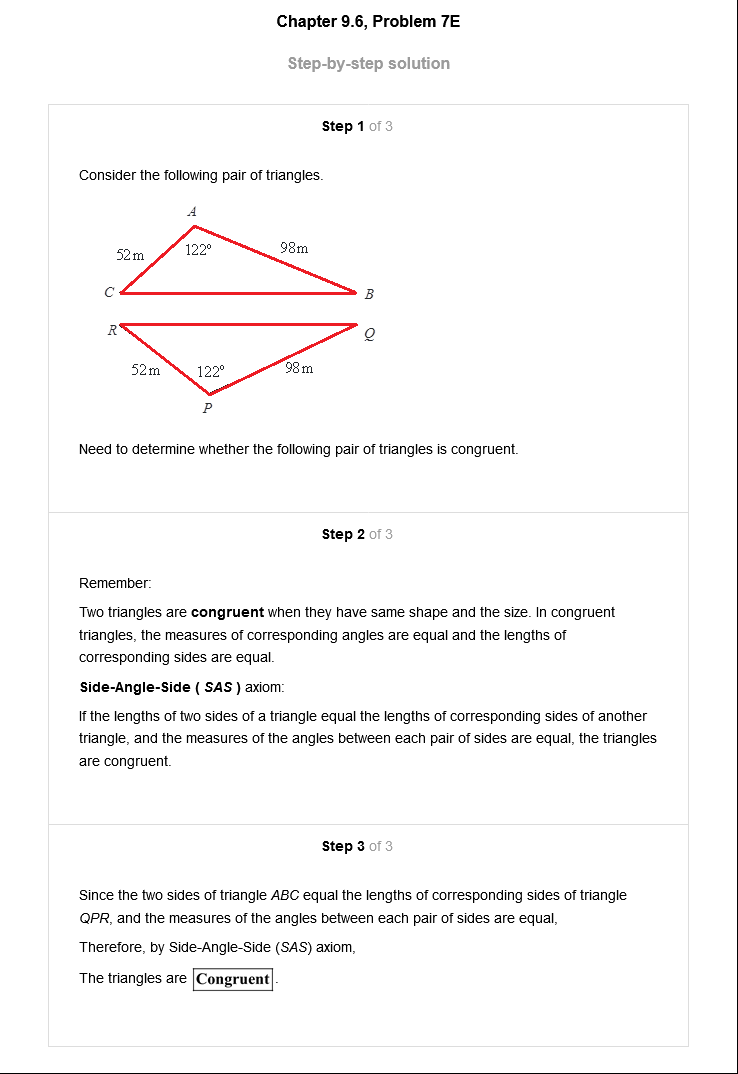 Chapter 9.6, Problem 7E
Step-by-step solution
Step 1 of 3
Consider the following pair of triangles.
A
52m
122°
98m
C
B
R
Q
52m
122°
98m
P
Need to determine whether the following pair of triangles is congruent.
Step 2 of 3
Remember:
Two triangles are congruent when they have same shape and the size. In congruent
triangles, the measures of corresponding angles are equal and the lengths of
corresponding sides are equal.
Side-Angle-Side ( SAS ) axiom:
If the lengths of two sides of a triangle equal the lengths of corresponding sides of another
triangle, and the measures of the angles between each pair of sides are equal, the triangles
are congruent.
Step 3 of 3
Since the two sides of triangle ABC equal the lengths of corresponding sides of triangle
QPR, and the measures of the angles between each pair of sides are equal,
Therefore, by Side-Angle-Side (SAS) axiom,
The triangles are Congruent.